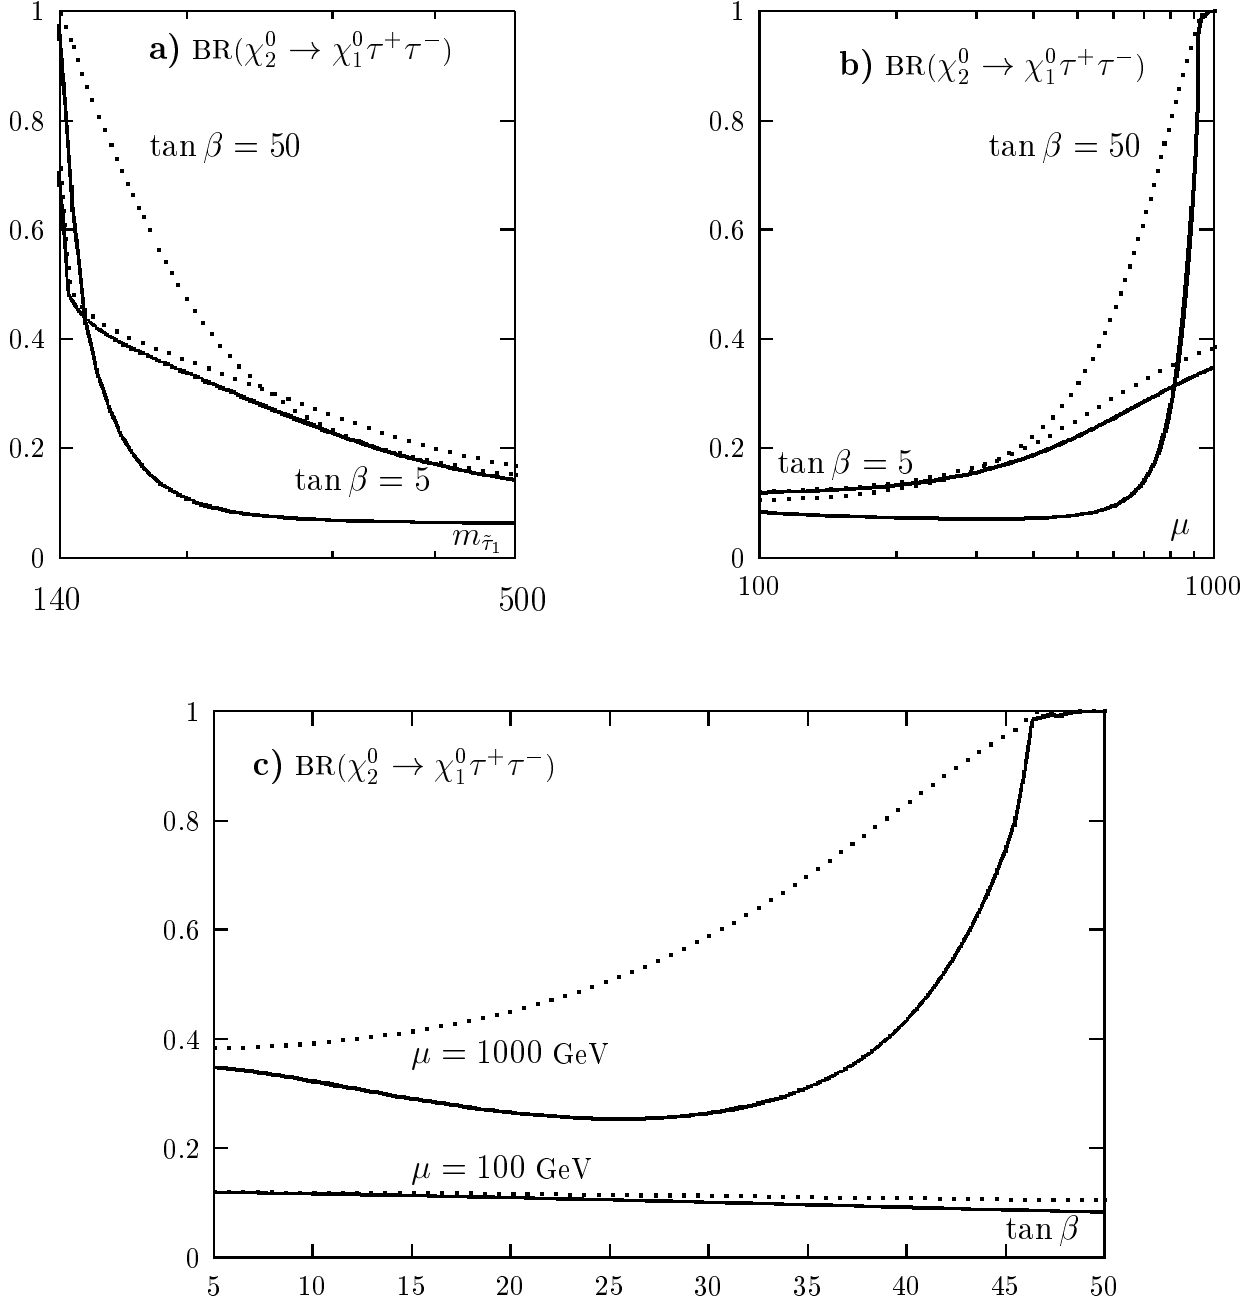 a) BR(χ₂⁰ → χ₁⁰τ⁺τ⁻)
tan β = 50
tan β = 5
m_τ̃₁
1
0.8
0.6
0.4
0.2
0
140 500
b) BR(χ₂⁰ → χ₁⁰τ⁺τ⁻)
tan β = 50
tan β = 5
μ
1
0.8
0.6
0.4
0.2
0
100 1000
c) BR(χ₂⁰ → χ₁⁰τ⁺τ⁻)
μ = 1000 GeV
μ = 100 GeV
tan β
1
0.8
0.6
0.4
0.2
0
5 10 15 20 25 30 35 40 45 50